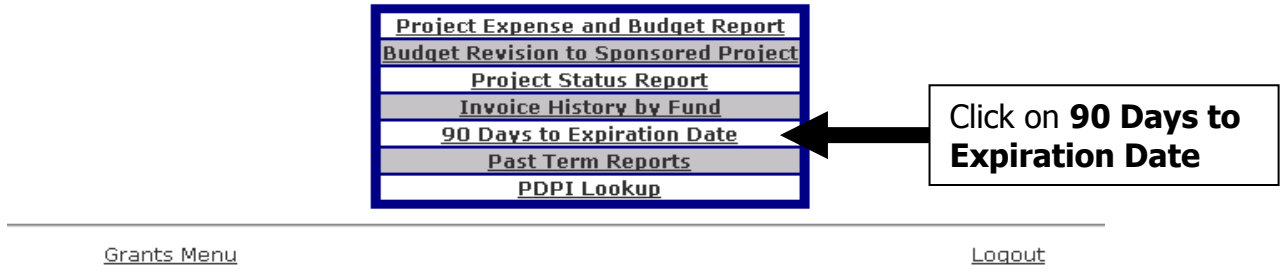 Project Expense and Budget Report
Budget Revision to Sponsored Project
Project Status Report
Invoice History by Fund
90 Days to Expiration Date
Past Term Reports
PDPI Lookup
Click on 90 Days to
Expiration Date
Grants Menu
Logout